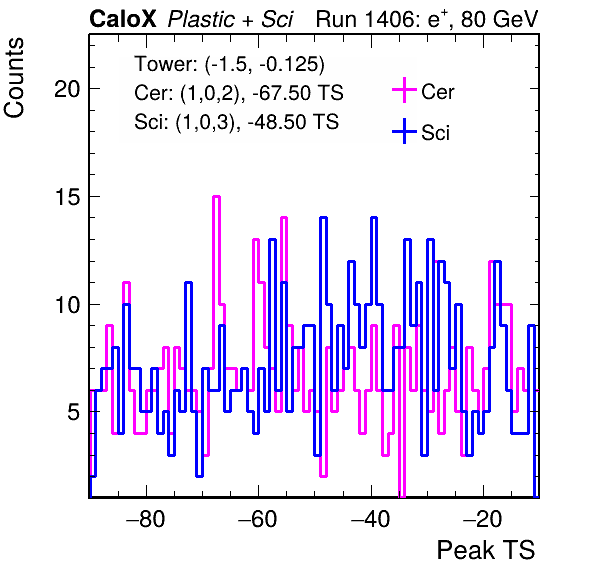 CaloX Plastic + Sci Run 1406: e⁺, 80 GeV
Counts
Tower: (-1.5, -0.125)
Cer: (1,0,2), -67.50 TS
Sci: (1,0,3), -48.50 TS
Cer
Sci
20
15
10
5
−80 −60 −40 −20
Peak TS